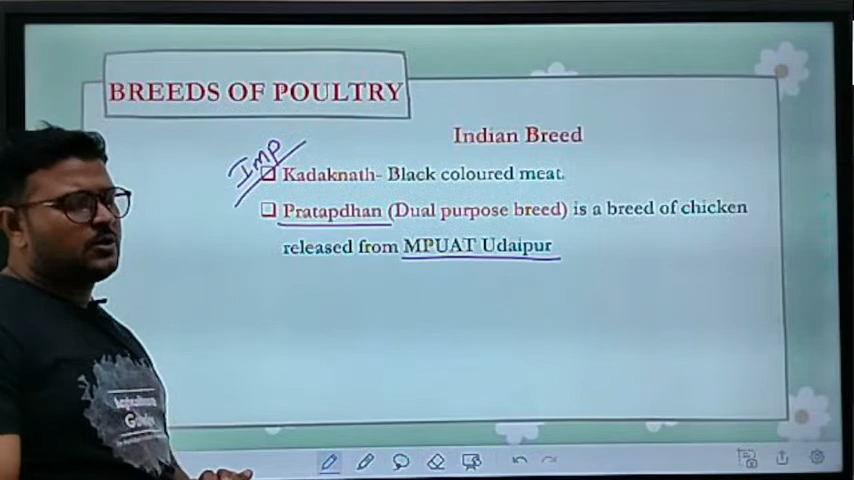 BREEDS OF POULTRY
Indian Breed
IMP
Kadaknath- Black coloured meat.
Pratapdhan (Dual purpose breed) is a breed of chicken
released from MPUAT Udaipur